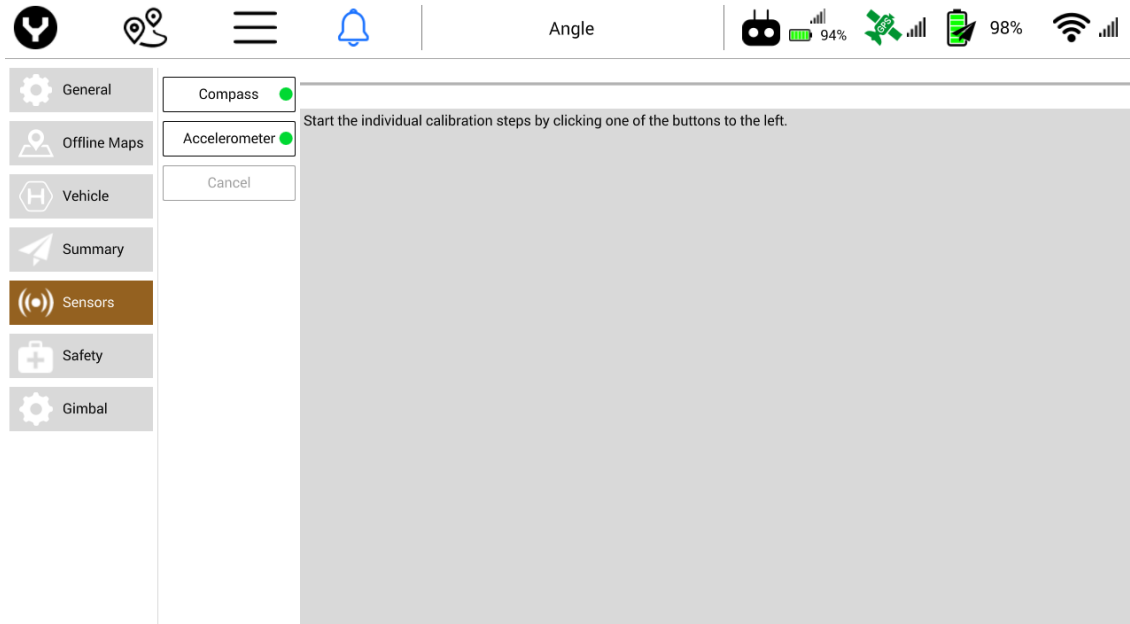 Angle
94%
GPS
98%
General
Offline Maps
Vehicle
Summary
Sensors
Safety
Gimbal
Compass
Accelerometer
Cancel
Start the individual calibration steps by clicking one of the buttons to the left.